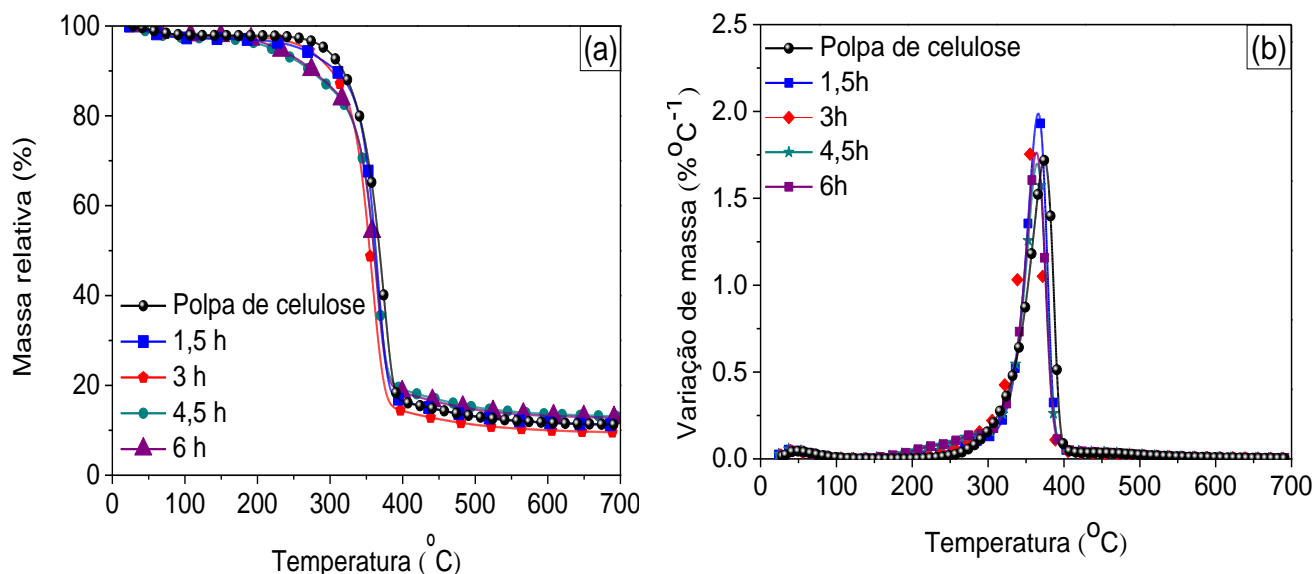 (a)
Massa relativa (%)
100
80
60
40
20
0
Polpa de celulose
1,5 h
3 h
4,5 h
6 h
0 100 200 300 400 500 600 700
Temperatura (°C)
(b)
Variação de massa (%°C⁻¹)
2.5
2.0
1.5
1.0
0.5
0.0
Polpa de celulose
1,5h
3h
4,5h
6h
0 100 200 300 400 500 600 700
Temperatura (°C)